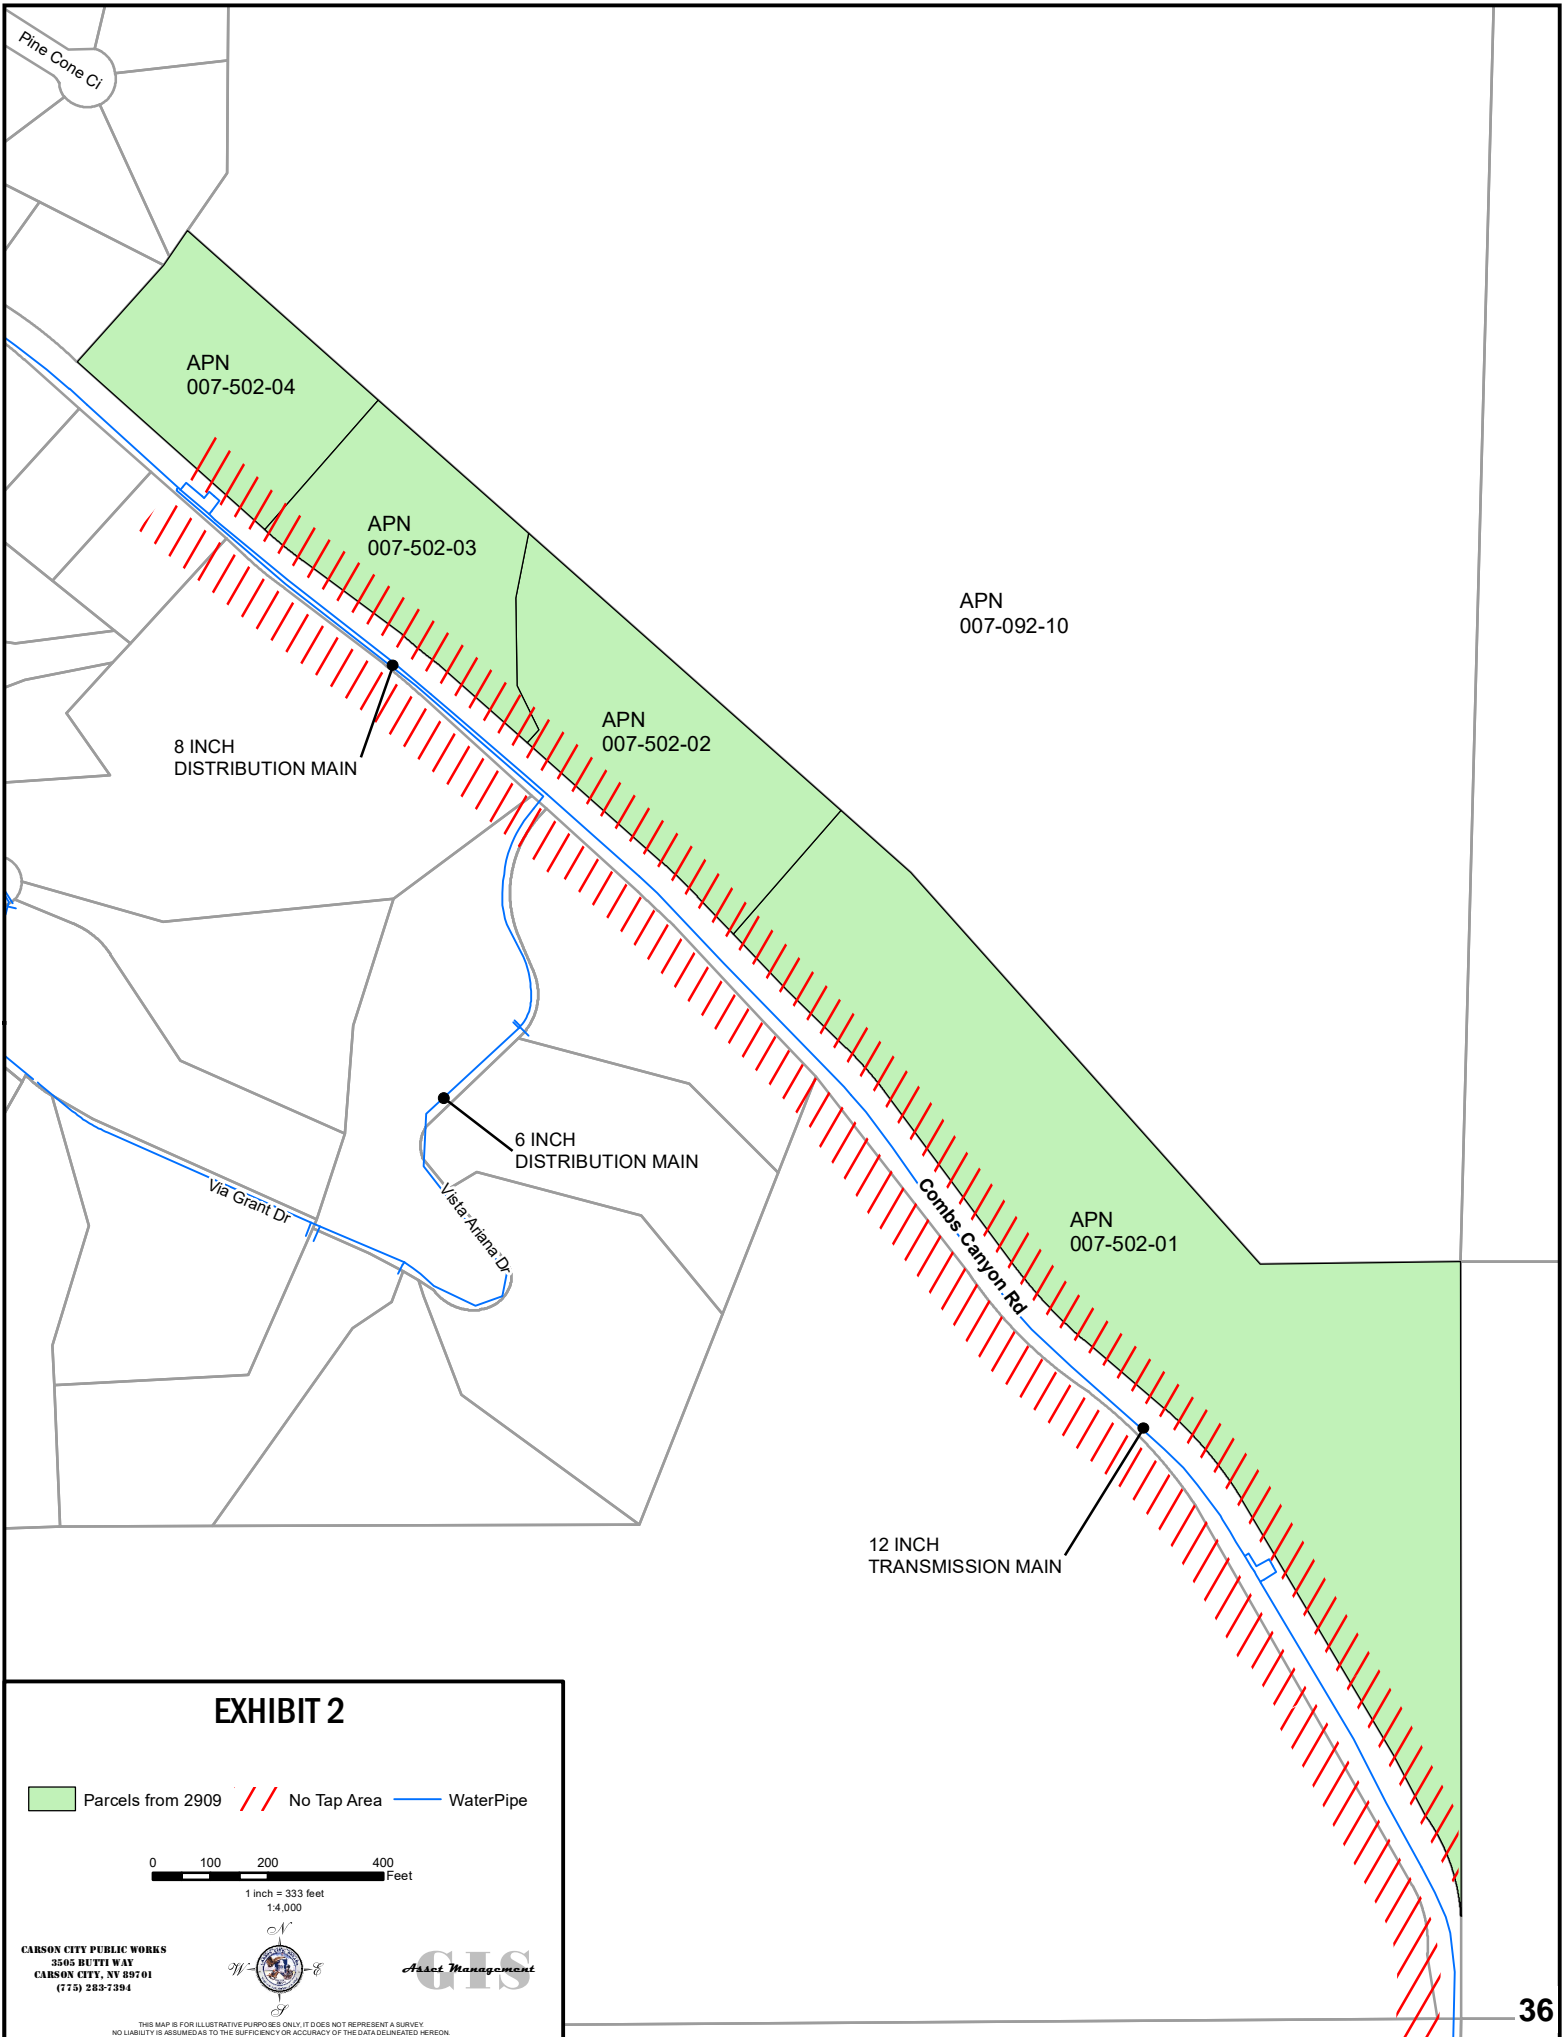 Pine Cone Ci
APN
007-502-04
APN
007-502-03
APN
007-092-10
APN
007-502-02
8 INCH
DISTRIBUTION MAIN
6 INCH
DISTRIBUTION MAIN
Via Grant Dr
Vista Ariana Dr
Combs Canyon Rd
APN
007-502-01
12 INCH
TRANSMISSION MAIN
EXHIBIT 2
Parcels from 2909 No Tap Area WaterPipe
0 100 200 400
Feet
1 inch = 333 feet
1:4,000
N
W E
S
CARSON CITY PUBLIC WORKS
3505 BUTTI WAY
CARSON CITY, NV 89701
(775) 283-7394
GIS
Asset Management
THIS MAP IS FOR ILLUSTRATIVE PURPOSES ONLY, IT DOES NOT REPRESENT A SURVEY.
NO LIABILITY IS ASSUMED AS TO THE SUFFICIENCY OR ACCURACY OF THE DATA DELINEATED HEREON.
36